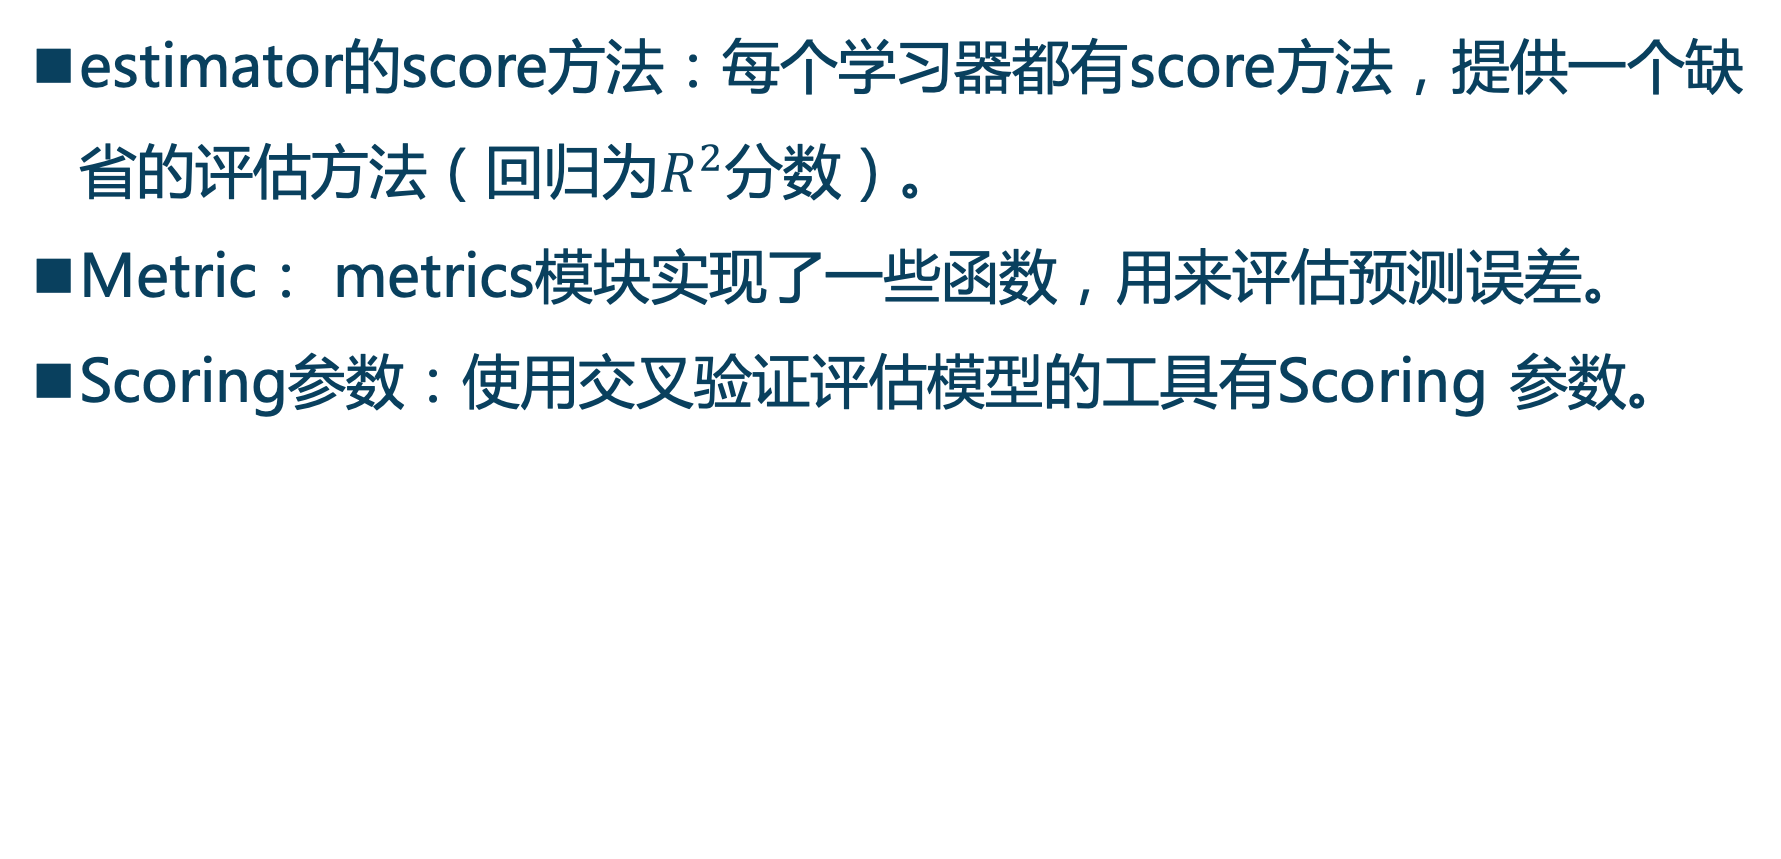 ■estimator的score方法：每个学习器都有score方法，提供一个缺
省的评估方法（回归为R²分数）。
■Metric： metrics模块实现了一些函数，用来评估预测误差。
■Scoring参数：使用交叉验证评估模型的工具有Scoring 参数。